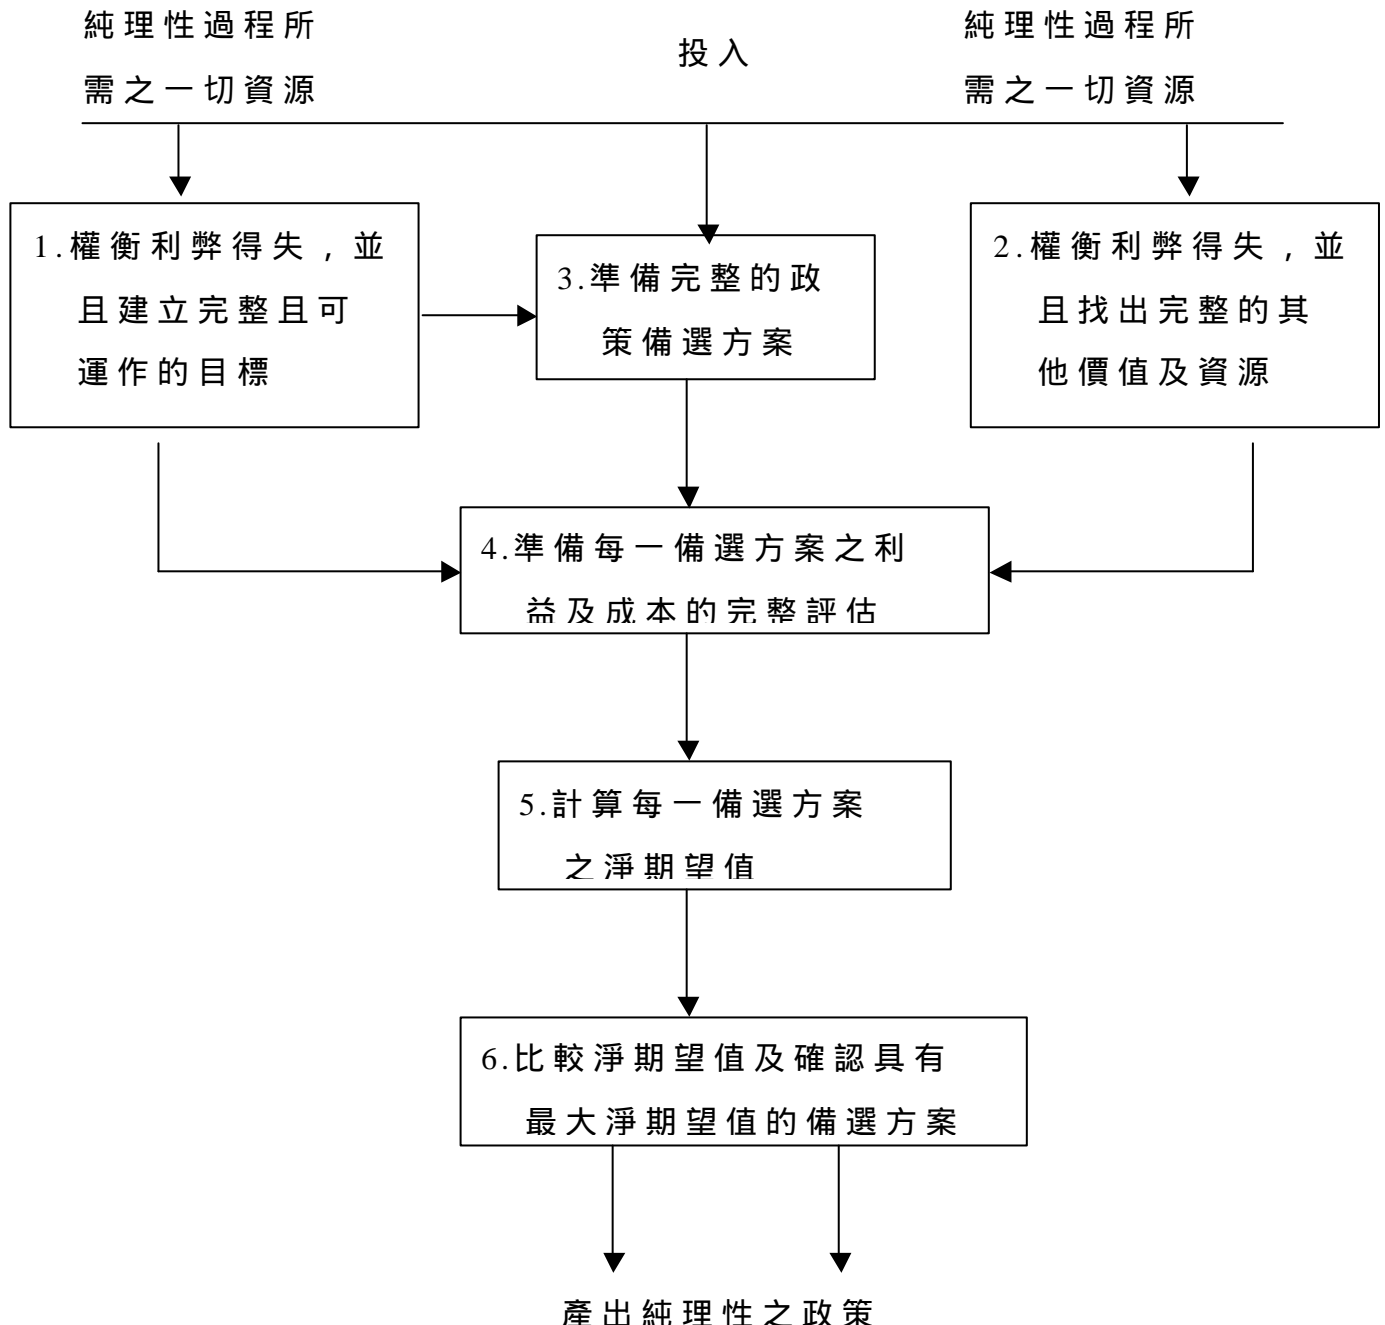 純理性過程所
需之一切資源
投入
純理性過程所
需之一切資源
1.權衡利弊得失，並
且建立完整且可
運作的目標
3.準備完整的政
策備選方案
2.權衡利弊得失，並
且找出完整的其
他價值及資源
4.準備每一備選方案之利
益及成本的完整評估
5.計算每一備選方案
之淨期望值
6.比較淨期望值及確認具有
最大淨期望值的備選方案
產出純理性之政策